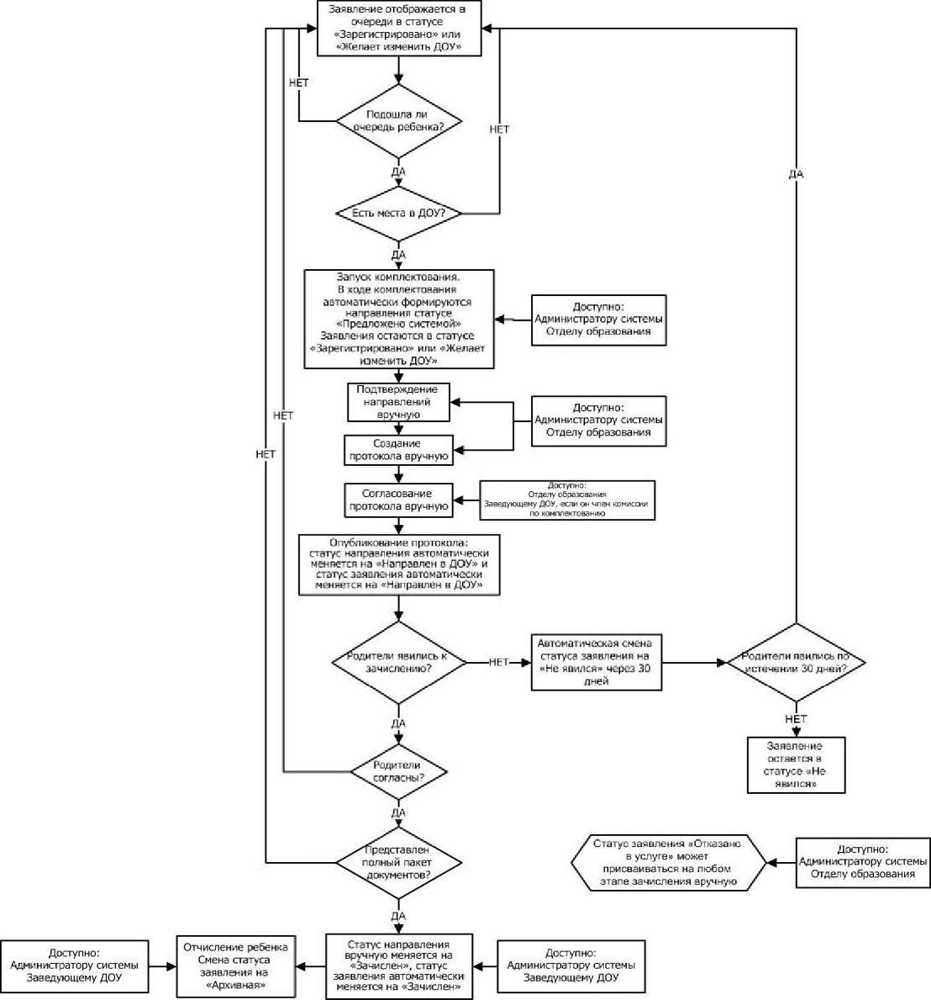 Заявление отображается в
очереди в статусе
«Зарегистрировано» или
«Желает изменить ДОУ»
НЕТ
Подошла ли
очередь ребенка?
НЕТ
ДА
ДА
Есть места в ДОУ?
ДА
Запуск комплектования.
В ходе комплектования
автоматически формируются
направления статусе
«Предложено системой»
Заявления остаются в статусе
«Зарегистрировано» или «Желает
изменить ДОУ»
Доступно:
Администратору системы
Отделу образования
Подтверждение
направлений
вручную
Доступно:
Администратору системы
Отделу образования
НЕТ
Создание
протокола вручную
НЕТ
Согласование
протокола вручную
Доступно:
Отделу образования
Заведующему ДОУ, если он член комиссии
по комплектованию
Опубликование протокола:
статус направления автоматически
меняется на «Направлен в ДОУ» и
статус заявления автоматически
меняется на «Направлен в ДОУ»
Родители явились к
зачислению?
НЕТ
Автоматическая смена
статуса заявления на
«Не явился» через 30
дней
Родители явились по
истечении 30 дней?
ДА
НЕТ
Заявление
остается в
статусе «Не
явился»
Родители
согласны?
ДА
Представлен
полный пакет
документов?
Статус заявления «Отказано
в услуге» может
присваиваться на любом
этапе зачисления вручную
Доступно:
Администратору системы
Отделу образования
ДА
Доступно:
Администратору системы
Заведующему ДОУ
Отчисление ребенка
Смена статуса
заявления на
«Архивная»
Статус направления
вручную меняется на
«Зачислен», статус
заявления автоматически
меняется на «Зачислен»
Доступно:
Администратору системы
Заведующему ДОУ